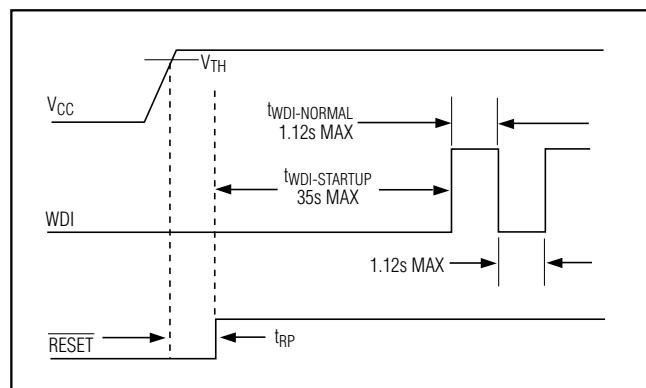 VTH
VCC
tWDI-NORMAL
1.12s MAX
tWDI-STARTUP
35s MAX
WDI
1.12s MAX
RESET
tRP